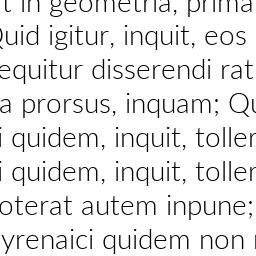 t in geometria, prima
Quid igitur, inquit, eos
equitur disserendi rat
a prorsus, inquam; Qu
i quidem, inquit, toller
i quidem, inquit, toller
oterat autem inpune;
yrenaici quidem non r